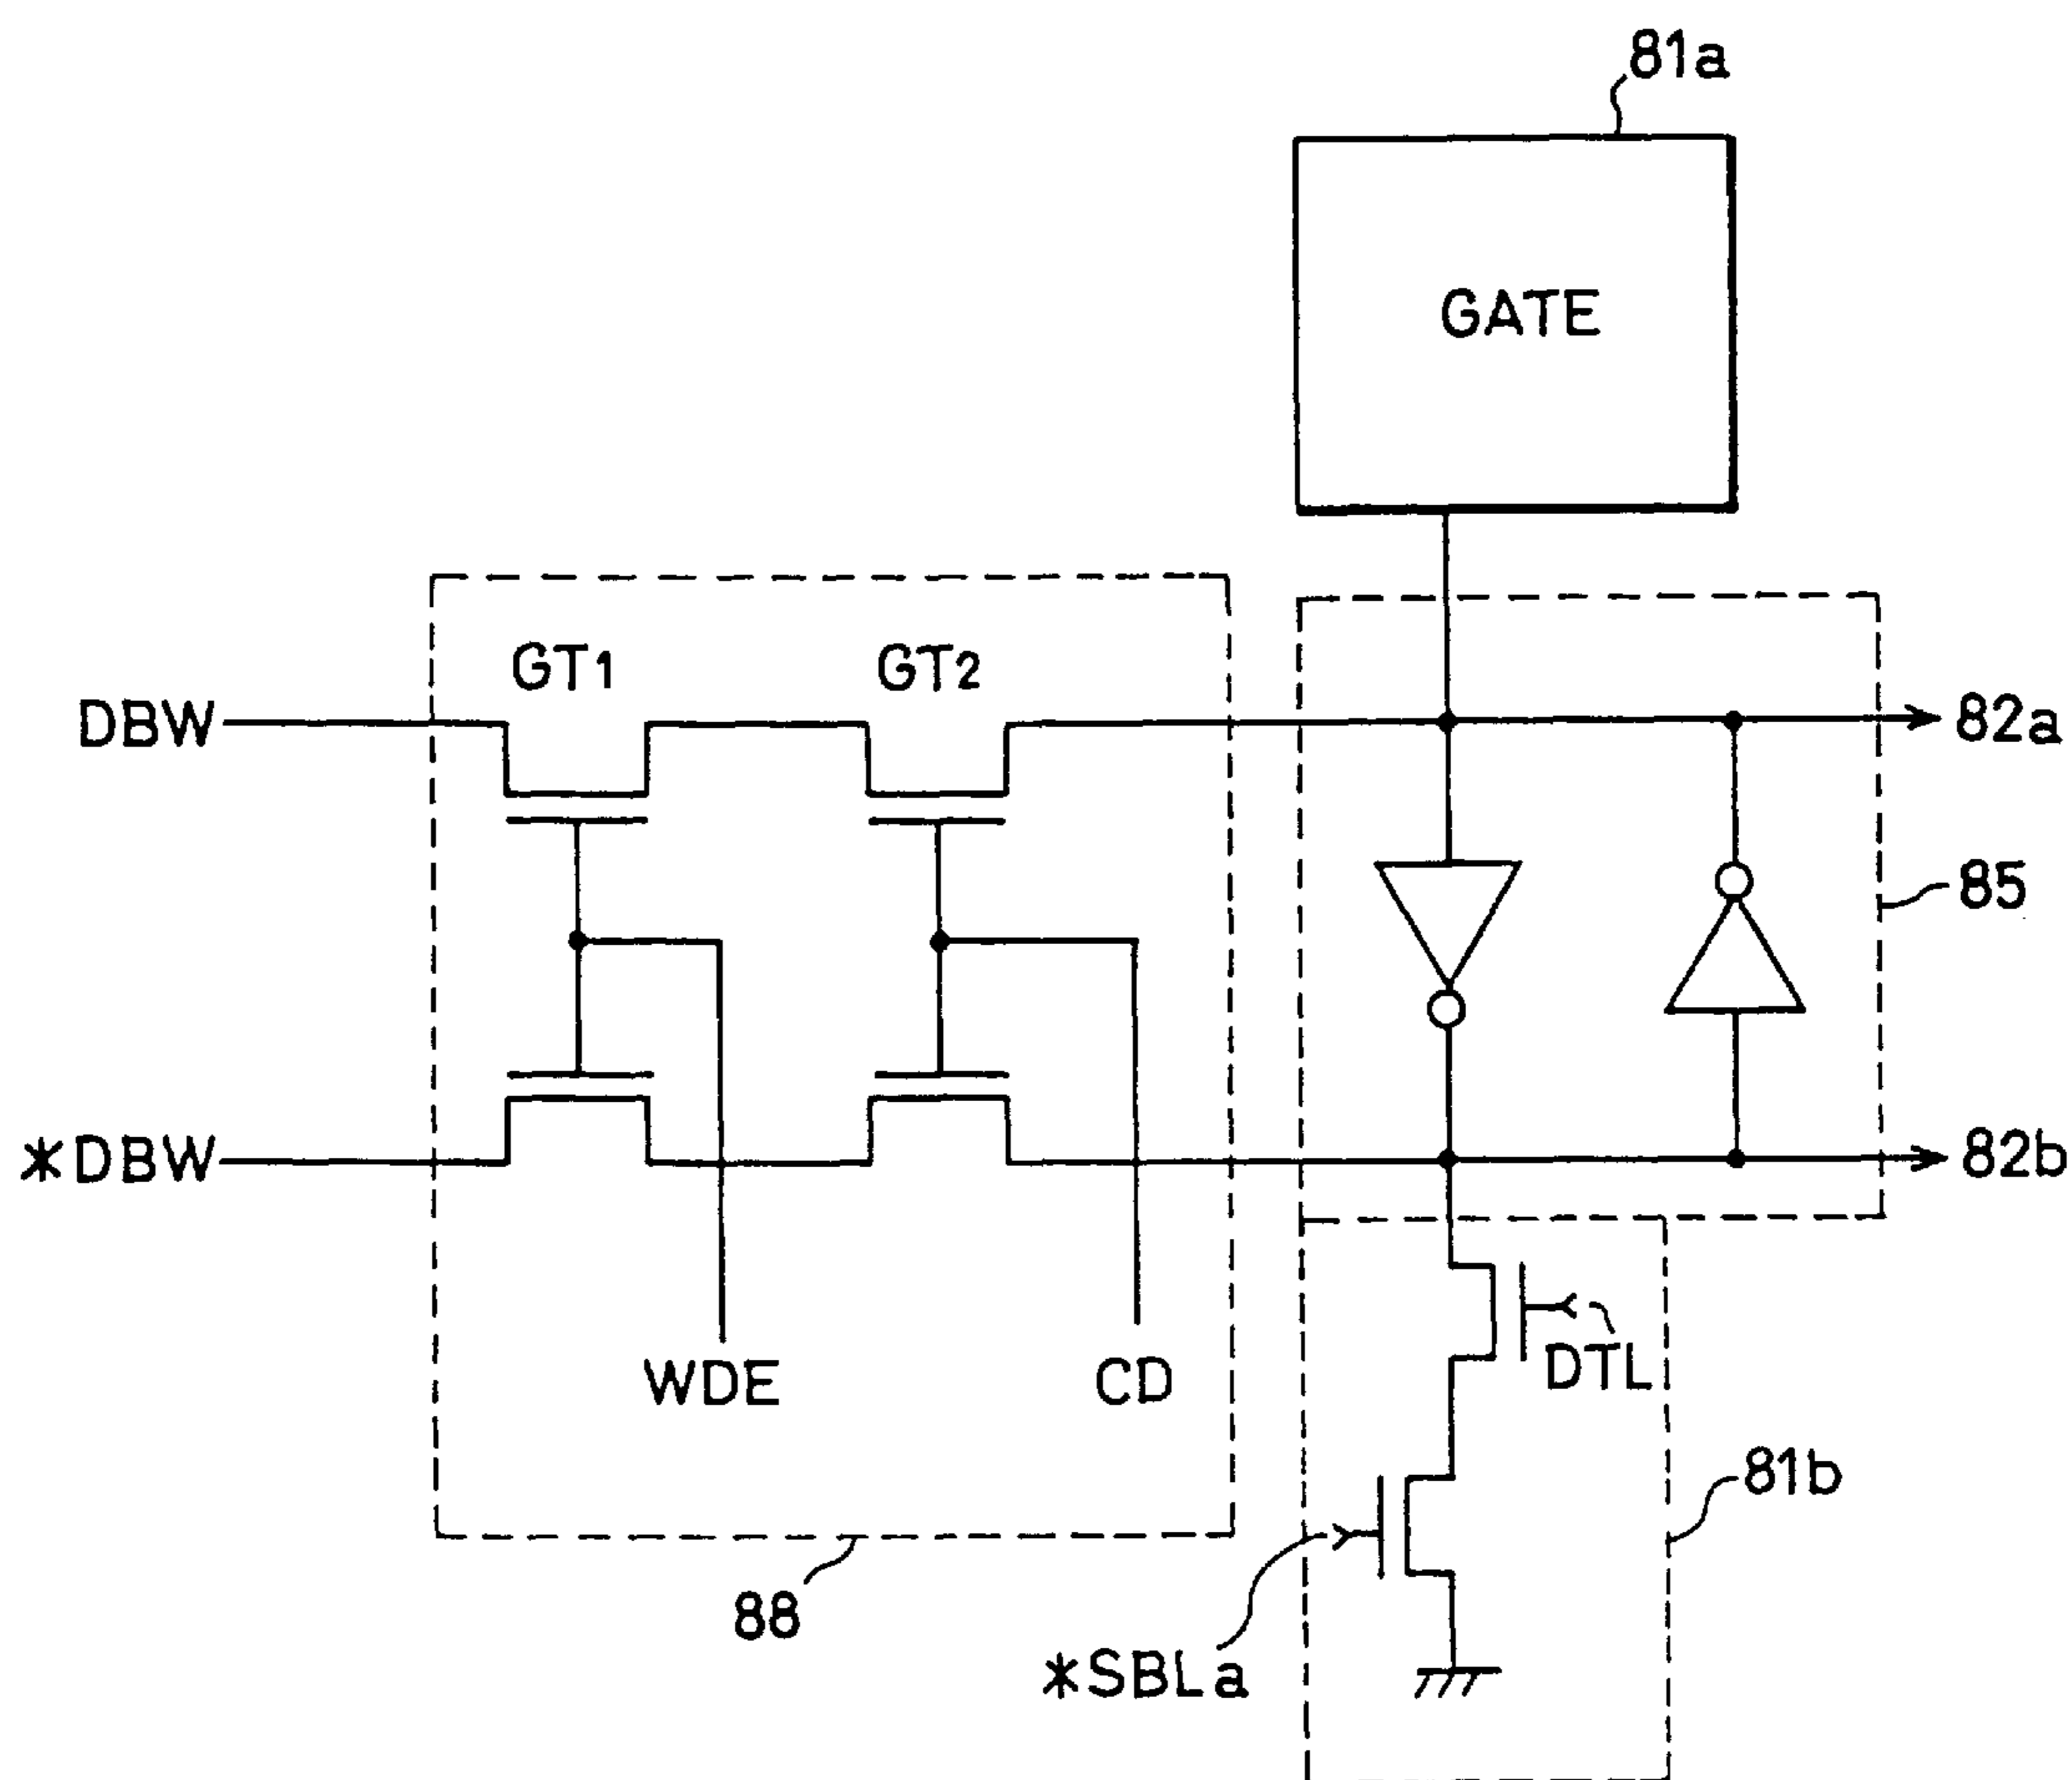 81a
GATE
GT1 GT2
DBW
82a
85
*DBW
82b
WDE CD
DTL
81b
88
*SBLa